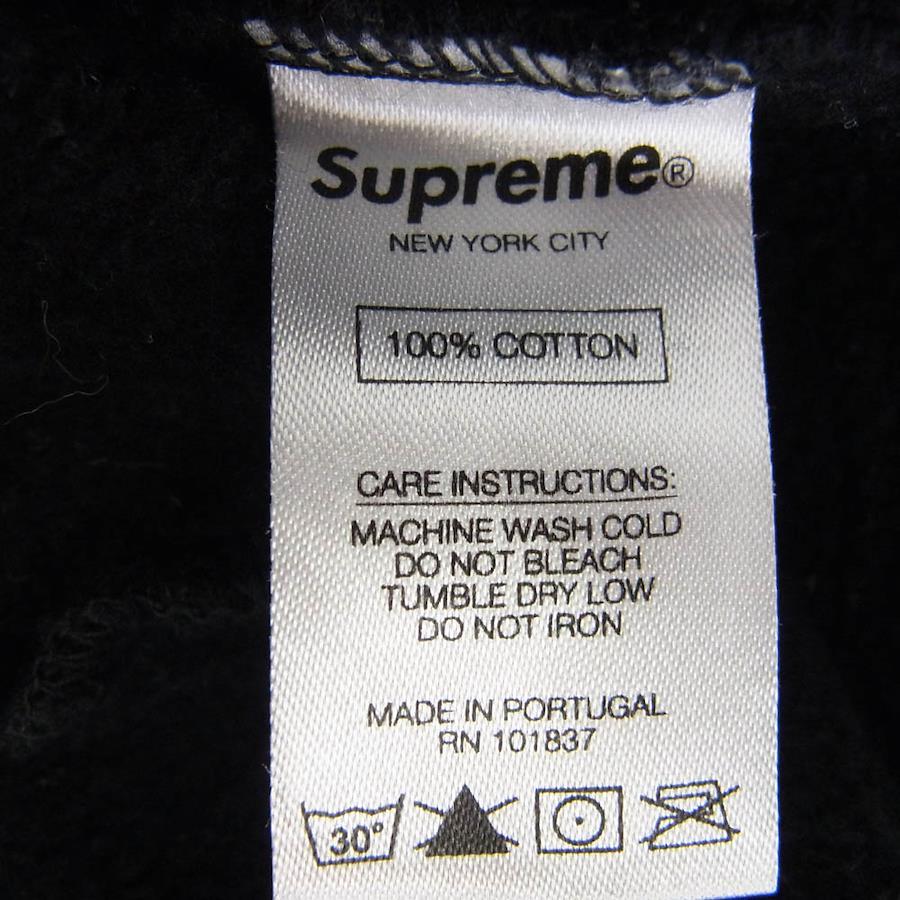 Supreme®
NEW YORK CITY
100% COTTON
CARE INSTRUCTIONS:
MACHINE WASH COLD
DO NOT BLEACH
TUMBLE DRY LOW
DO NOT IRON
MADE IN PORTUGAL
RN 101837
30°